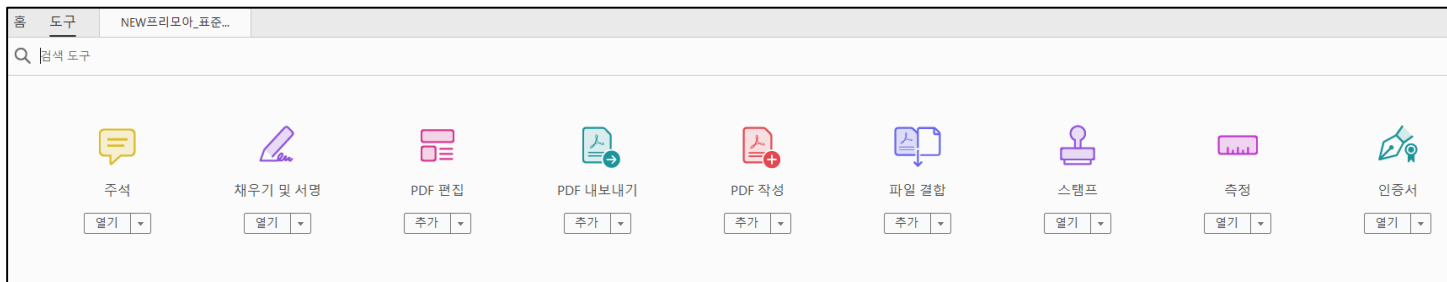 홈 도구 NEW프리모아_표준...
검색 도구
주석 채우기 및 서명 PDF 편집 PDF 내보내기 PDF 작성 파일 결합 스탬프 측정 인증서
열기 열기 추가 추가 추가 추가 열기 열기 열기